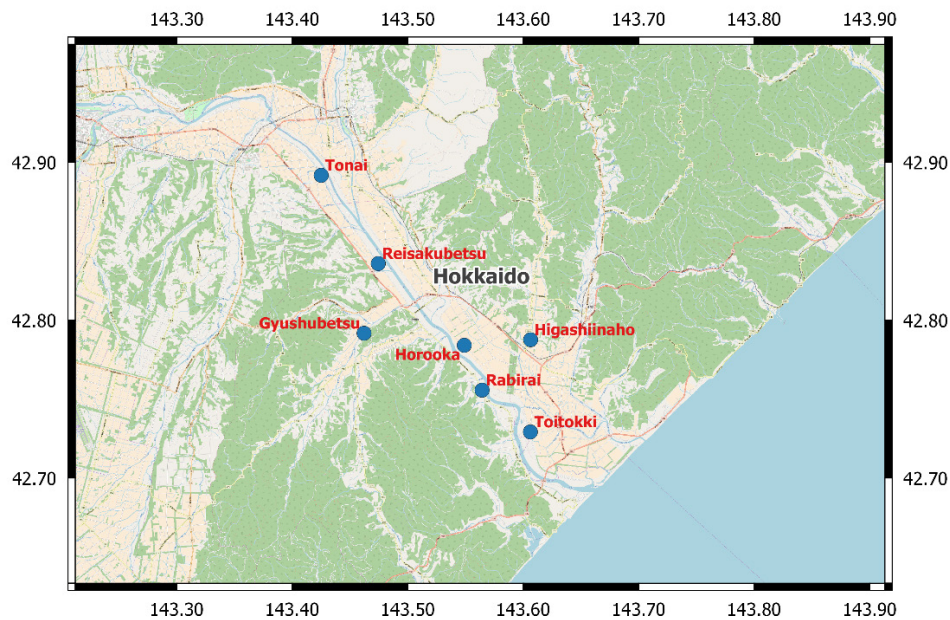 143.30 143.40 143.50 143.60 143.70 143.80 143.90
42.90 42.90
Tonai
Reisakubetsu
Hokkaido
Gyushubetsu
Higashiinaho
42.80 42.80
Horooka
Rabirai
Toitokki
42.70 42.70
143.30 143.40 143.50 143.60 143.70 143.80 143.90